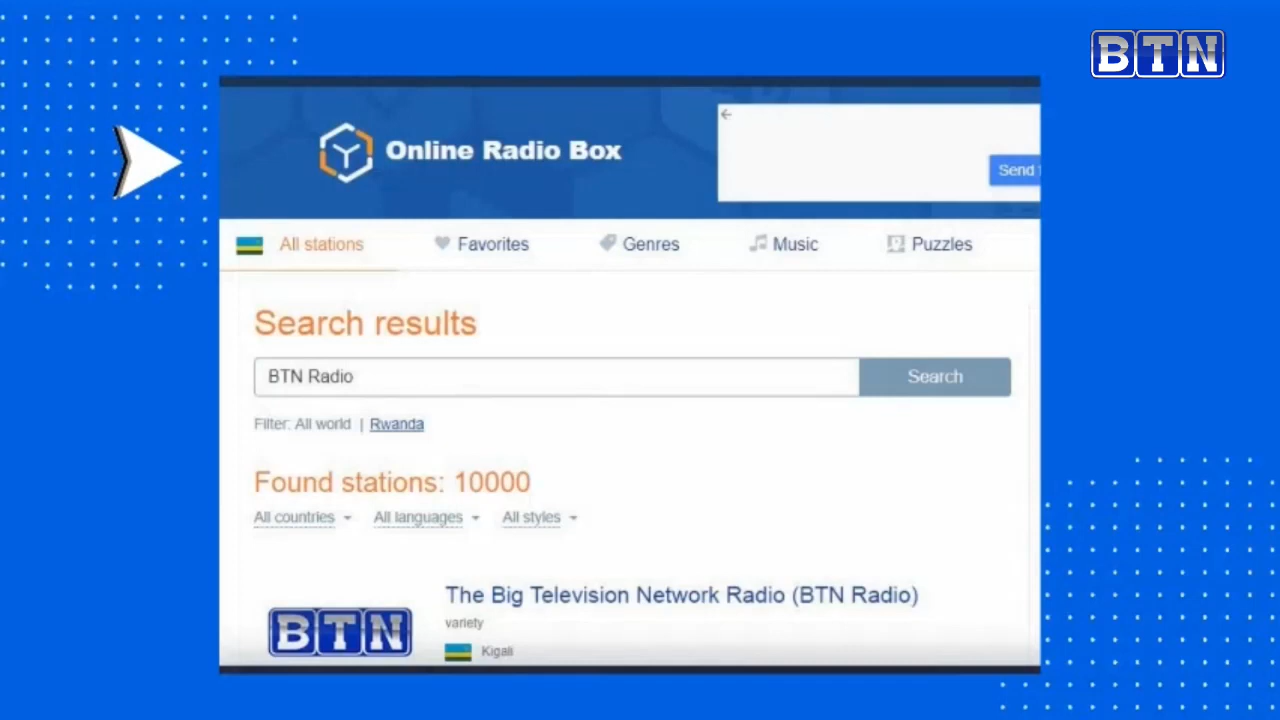 BTN
Online Radio Box
Send
All stations
Favorites
Genres
Music
Puzzles
Search results
BTN Radio
Search
Filter: All world | Rwanda
Found stations: 10000
All countries
All languages
All styles
The Big Television Network Radio (BTN Radio)
variety
BTN
Kigali